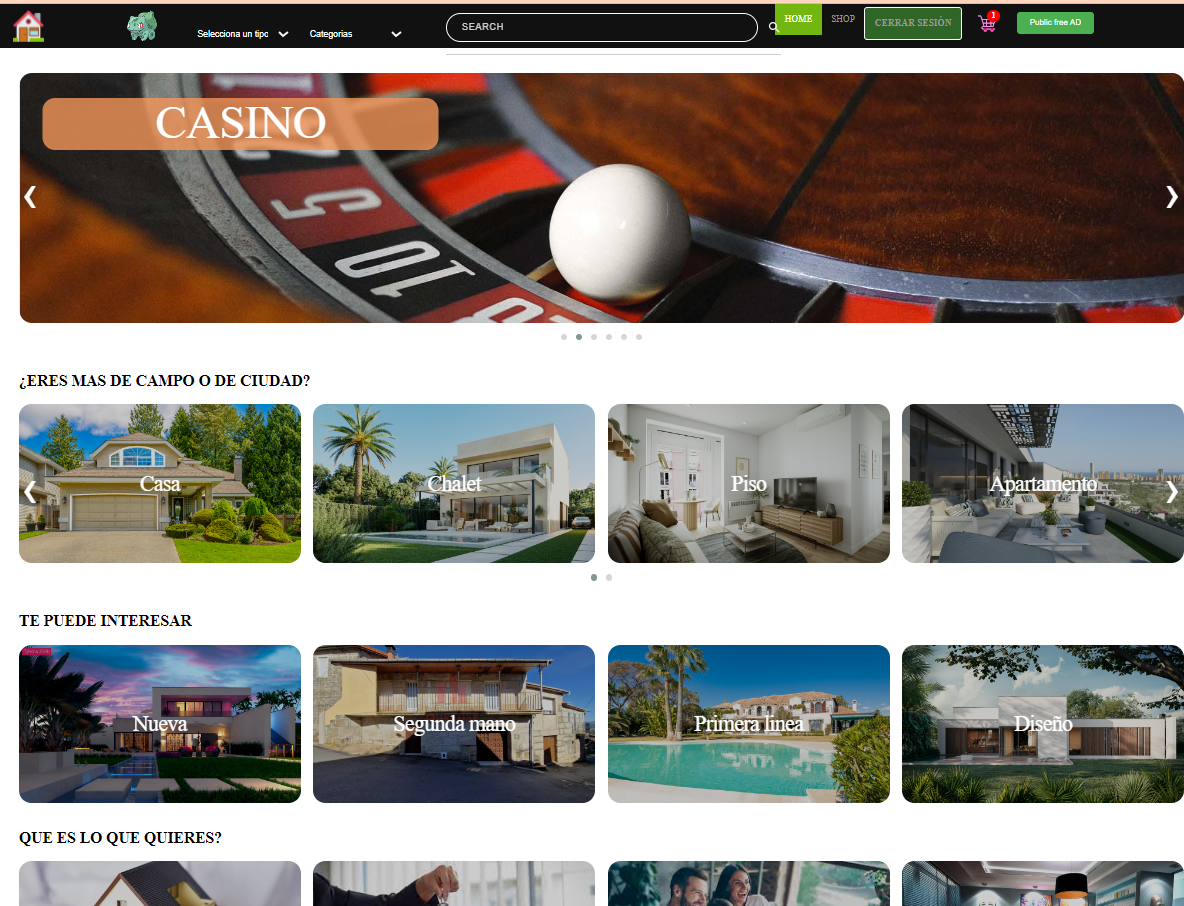 Selecciona un tipo
Categorias
SEARCH
HOME
SHOP
CERRAR SESIÓN
1
Public free AD
CASINO
5
10
¿ERES MAS DE CAMPO O DE CIUDAD?
Casa
Chalet
Piso
Apartamento
TE PUEDE INTERESAR
Nueva
Segunda mano
Primera linea
Diseño
QUE ES LO QUE QUIERES?